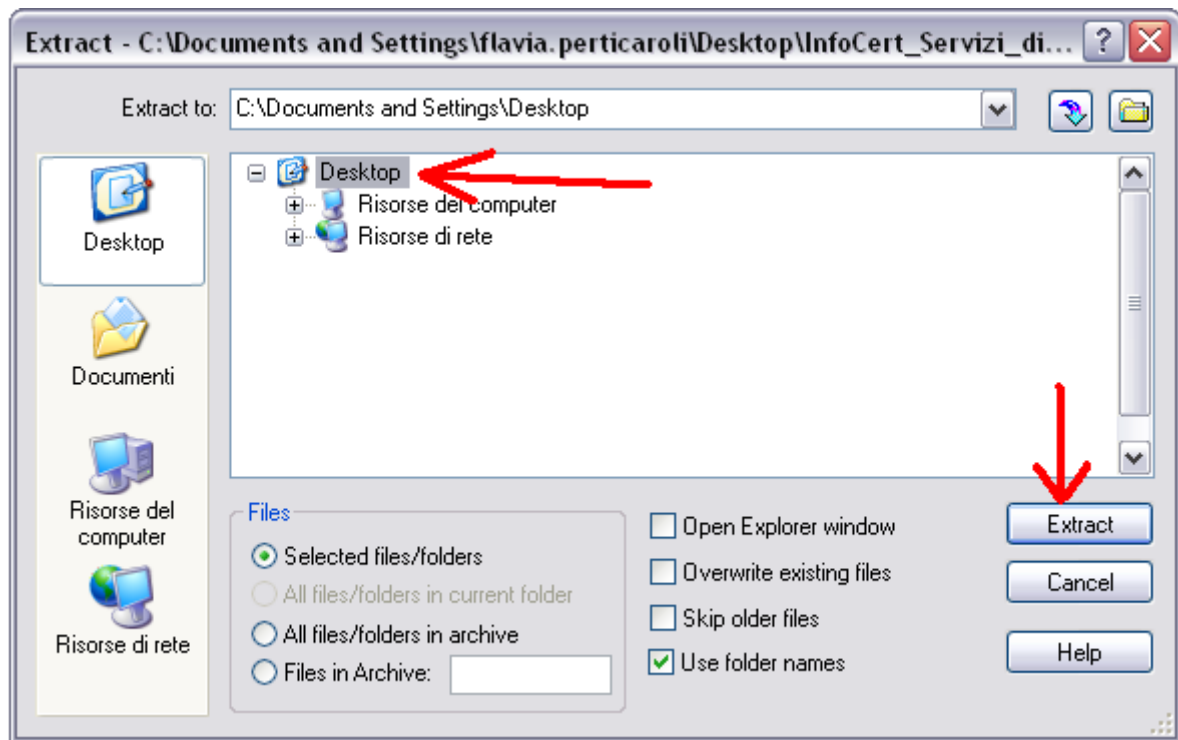 Extract - C:\Documents and Settings\flavia.perticaroli\Desktop\InfoCert_Servizi_di...
Extract to: C:\Documents and Settings\Desktop
Desktop
Documenti
Risorse del
computer
Risorse di rete
Desktop
Risorse del computer
Risorse di rete
Files
Selected files/folders
All files/folders in current folder
All files/folders in archive
Files in Archive:
Open Explorer window
Overwrite existing files
Skip older files
Use folder names
Extract
Cancel
Help